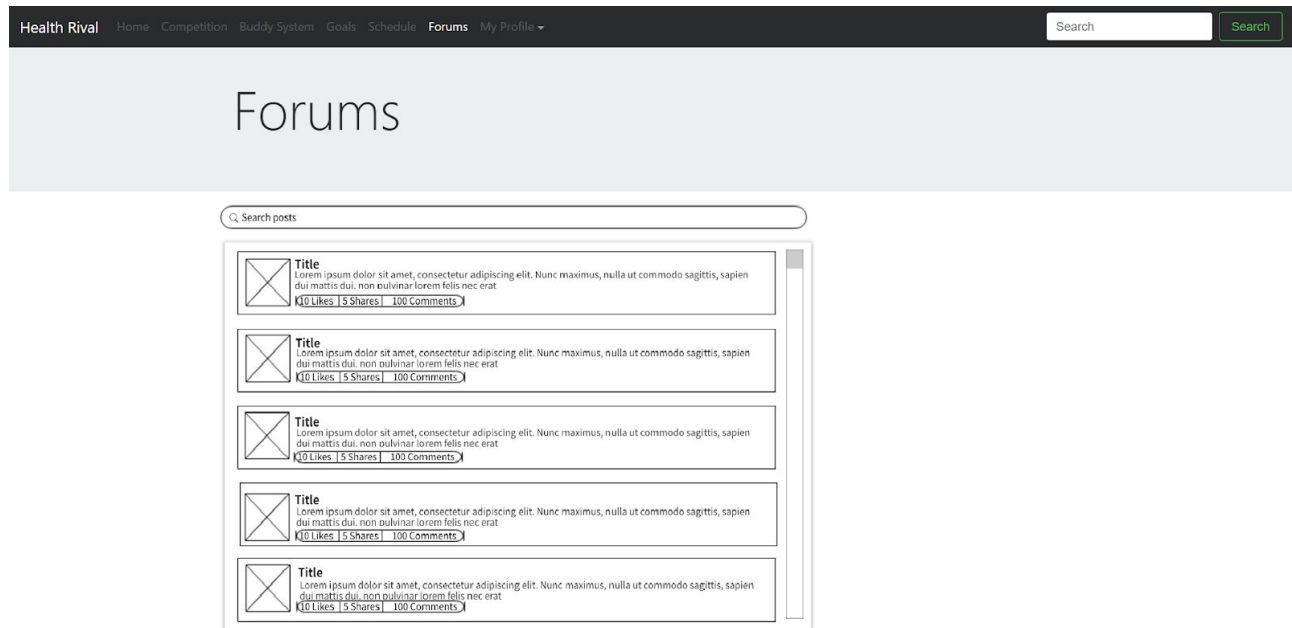 Health Rival Home Competition Buddy System Goals Schedule Forums My Profile Search Search
Forums
Search posts
Title
Lorem ipsum dolor sit amet, consectetur adipiscing elit. Nunc maximus, nulla ut commodo sagittis, sapien
dui mattis dui. non pulvinar lorem felis nec erat
10 Likes 5 Shares 100 Comments
Title
Lorem ipsum dolor sit amet, consectetur adipiscing elit. Nunc maximus, nulla ut commodo sagittis, sapien
dui mattis dui. non pulvinar lorem felis nec erat
10 Likes 5 Shares 100 Comments
Title
Lorem ipsum dolor sit amet, consectetur adipiscing elit. Nunc maximus, nulla ut commodo sagittis, sapien
dui mattis dui. non pulvinar lorem felis nec erat
10 Likes 5 Shares 100 Comments
Title
Lorem ipsum dolor sit amet, consectetur adipiscing elit. Nunc maximus, nulla ut commodo sagittis, sapien
dui mattis dui. non pulvinar lorem felis nec erat
10 Likes 5 Shares 100 Comments
Title
Lorem ipsum dolor sit amet, consectetur adipiscing elit. Nunc maximus, nulla ut commodo sagittis, sapien
dui mattis dui. non pulvinar lorem felis nec erat
10 Likes 5 Shares 100 Comments